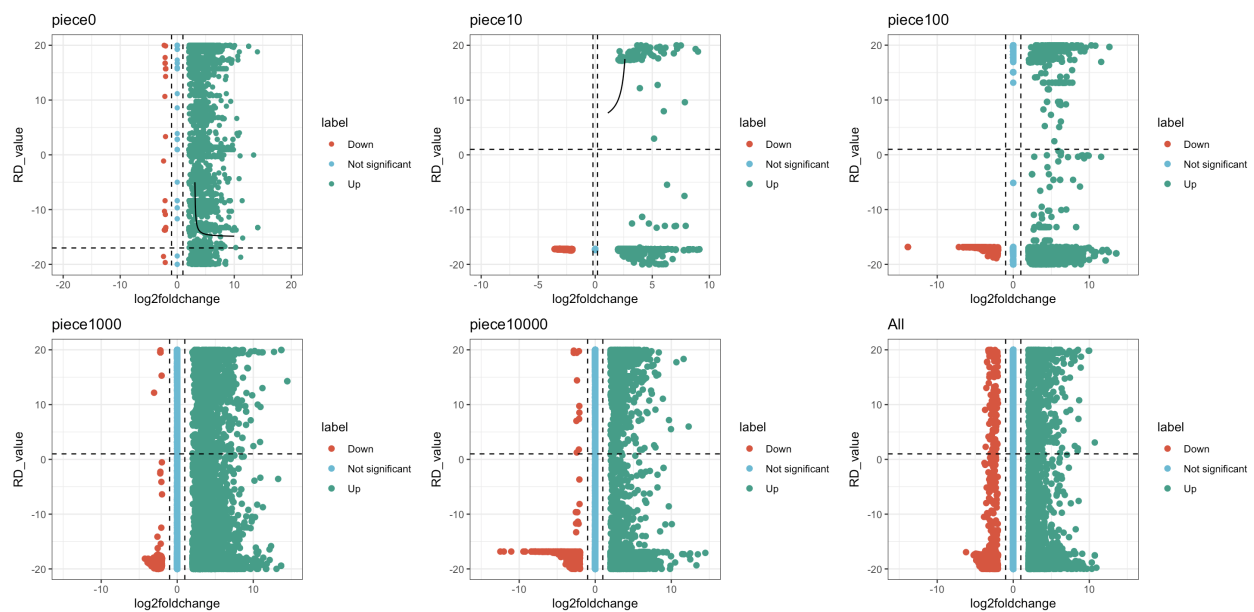 piece0
RD_value
20
10
0
-10
-20
-20
-10
0
10
20
log2foldchange
label
Down
Not significant
Up
piece10
RD_value
20
10
0
-10
-20
-10
-5
0
5
10
log2foldchange
label
Down
Not significant
Up
piece100
RD_value
20
10
0
-10
-20
-10
0
10
log2foldchange
label
Down
Not significant
Up
piece1000
RD_value
20
10
0
-10
-20
-10
0
10
log2foldchange
label
Down
Not significant
Up
piece10000
RD_value
20
10
0
-10
-20
-10
0
10
log2foldchange
label
Down
Not significant
Up
All
RD_value
20
10
0
-10
-20
-10
0
10
log2foldchange
label
Down
Not significant
Up